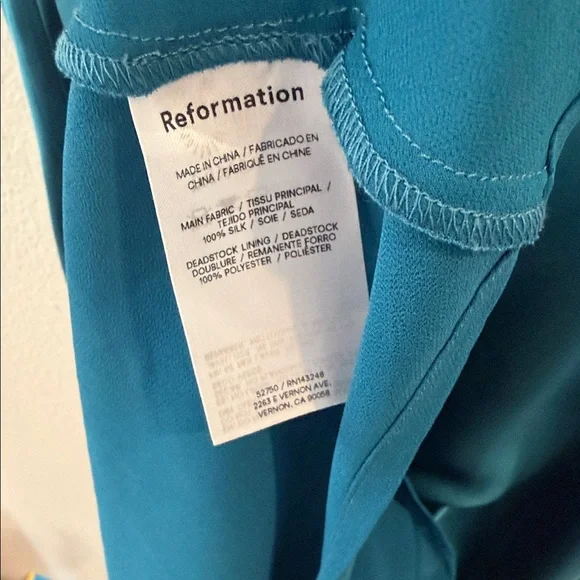 Reformation
MADE IN CHINA / FABRICADO EN
CHINA / FABRIQUÉ EN CHINE
MAIN FABRIC / TISSU PRINCIPAL /
TEJIDO PRINCIPAL
100% SILK / SOIE / SEDA
DEADSTOCK LINING / DEADSTOCK
DOUBLURE / REMANENTE FORRO
100% POLYESTER / POLIÉSTER
52750 / RN143248
2263 E VERNON AVE.
VERNON, CA 90058